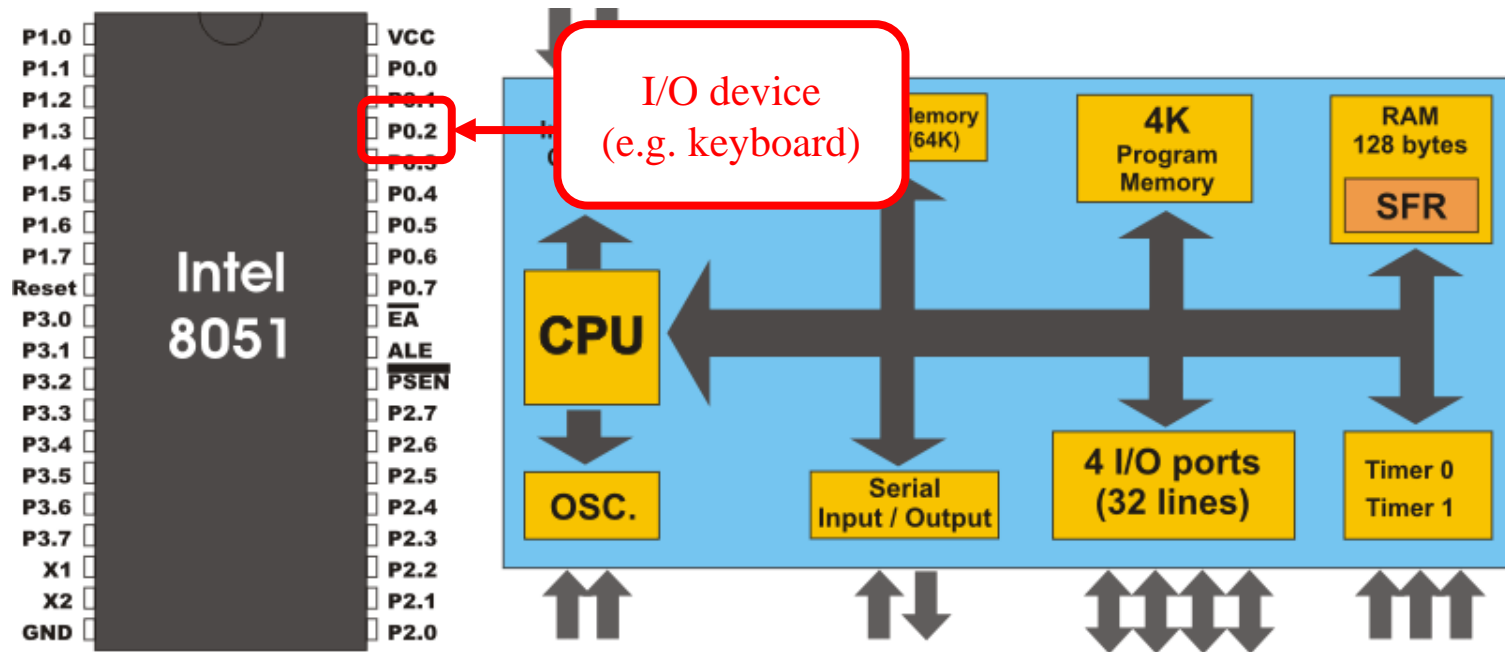 P1.0
P1.1
P1.2
P1.3
P1.4
P1.5
P1.6
P1.7
Reset
P3.0
P3.1
P3.2
P3.3
P3.4
P3.5
P3.6
P3.7
X1
X2
GND
Intel
8051
VCC
P0.0
P0.1
P0.2
P0.3
P0.4
P0.5
P0.6
P0.7
EA
ALE
PSEN
P2.7
P2.6
P2.5
P2.4
P2.3
P2.2
P2.1
P2.0
I/O device
(e.g. keyboard)
emory
(64K)
4K
Program
Memory
RAM
128 bytes
SFR
CPU
OSC.
Serial
Input / Output
4 I/O ports
(32 lines)
Timer 0
Timer 1